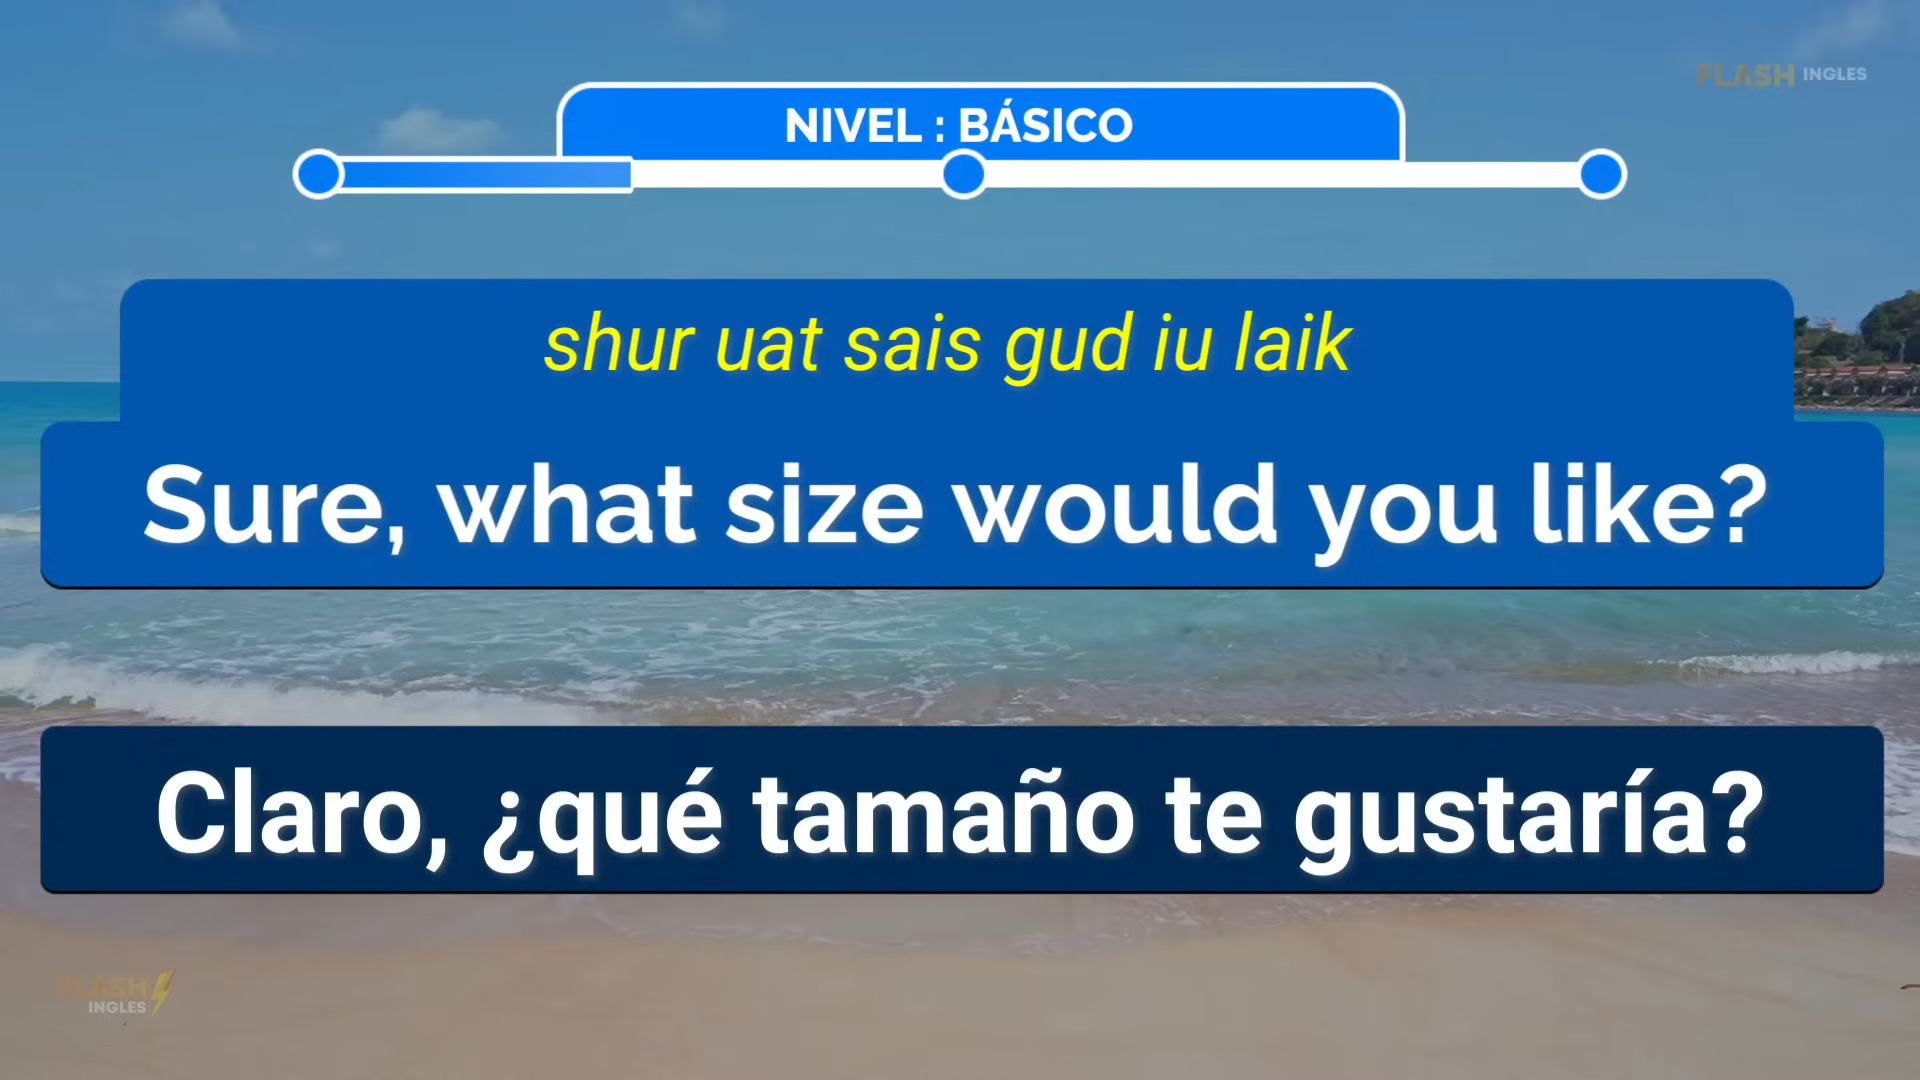 FLASH INGLES
NIVEL : BÁSICO
shur uat sais gud iu laik
Sure, what size would you like?
Claro, ¿qué tamaño te gustaría?
FLASH
INGLES